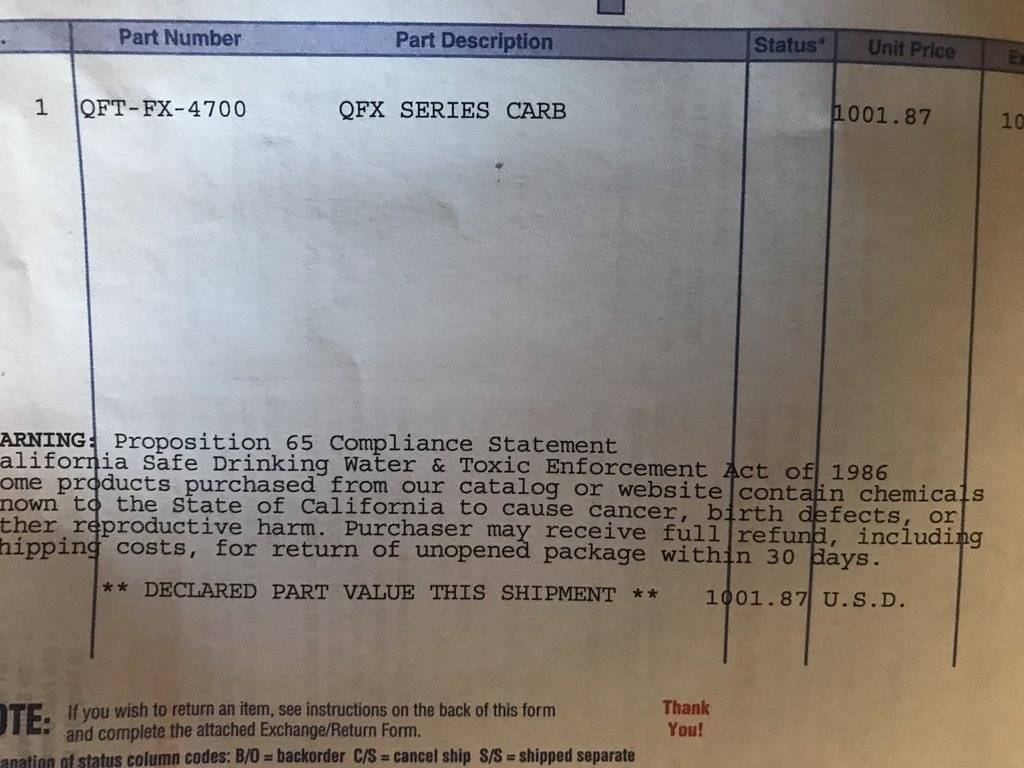 Part Number Part Description Status* Unit Price
1 QFT-FX-4700 QFX SERIES CARB 1001.87 10
ARNING: Proposition 65 Compliance Statement
alifornia Safe Drinking Water & Toxic Enforcement Act of 1986
ome products purchased from our catalog or website contain chemicals
nown to the State of California to cause cancer, birth defects, or
ther reproductive harm. Purchaser may receive full refund, including
hipping costs, for return of unopened package within 30 days.
** DECLARED PART VALUE THIS SHIPMENT ** 1001.87 U.S.D.
OTE: If you wish to return an item, see instructions on the back of this form
and complete the attached Exchange/Return Form.
Thank
You!
anation of status column codes: B/O = backorder C/S = cancel ship S/S = shipped separate